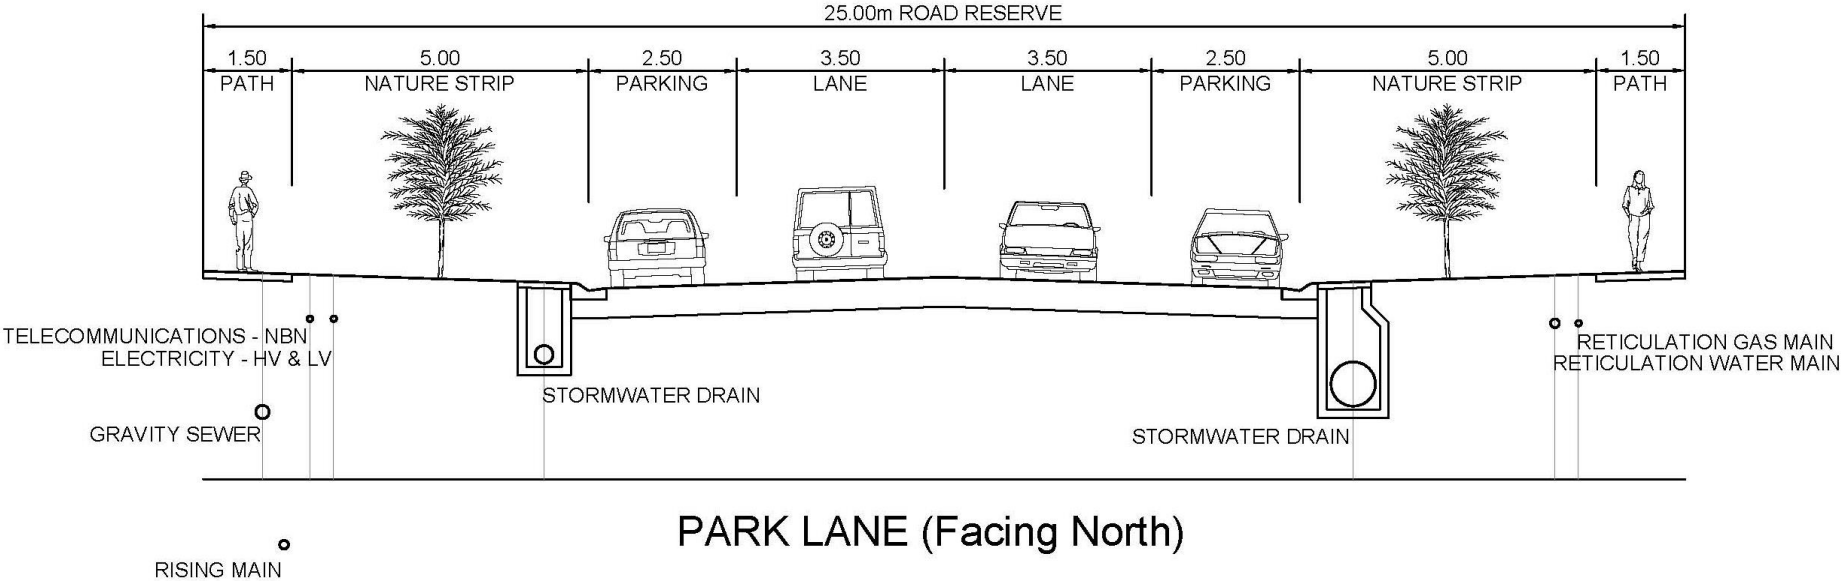 25.00m ROAD RESERVE
1.50 5.00 2.50 3.50 3.50 2.50 5.00 1.50
PATH NATURE STRIP PARKING LANE LANE PARKING NATURE STRIP PATH
TELECOMMUNICATIONS - NBN
ELECTRICITY - HV & LV
RETICULATION GAS MAIN
RETICULATION WATER MAIN
STORMWATER DRAIN
GRAVITY SEWER
STORMWATER DRAIN
PARK LANE (Facing North)
RISING MAIN